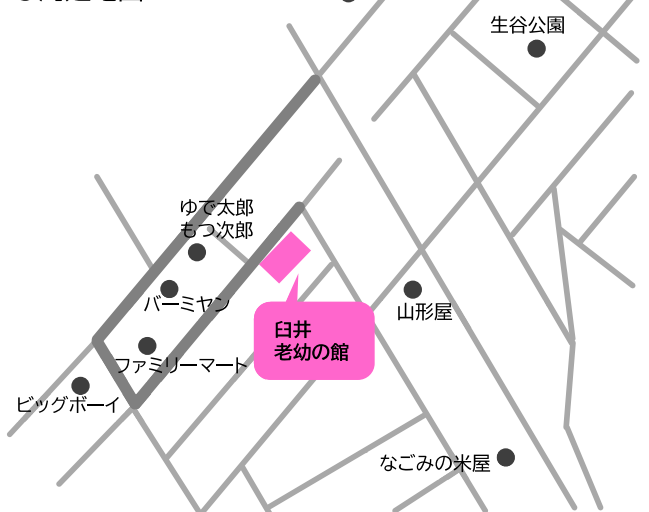 生谷公園
ゆで太郎
もつ次郎
バーミヤン
山形屋
臼井
老幼の館
ファミリーマート
ビッグボーイ
なごみの米屋